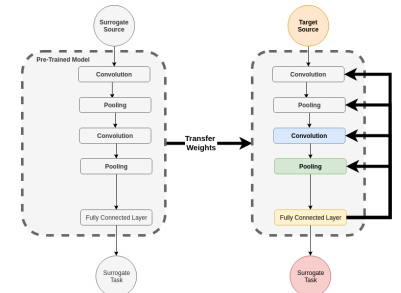 Surrogate
Source
Pre-Trained Model
Convolution
Pooling
Convolution
Pooling
Fully Connected Layer
Surrogate
Task
Transfer
Weights
Target
Source
Convolution
Pooling
Convolution
Pooling
Fully Connected Layer
Surrogate
Task